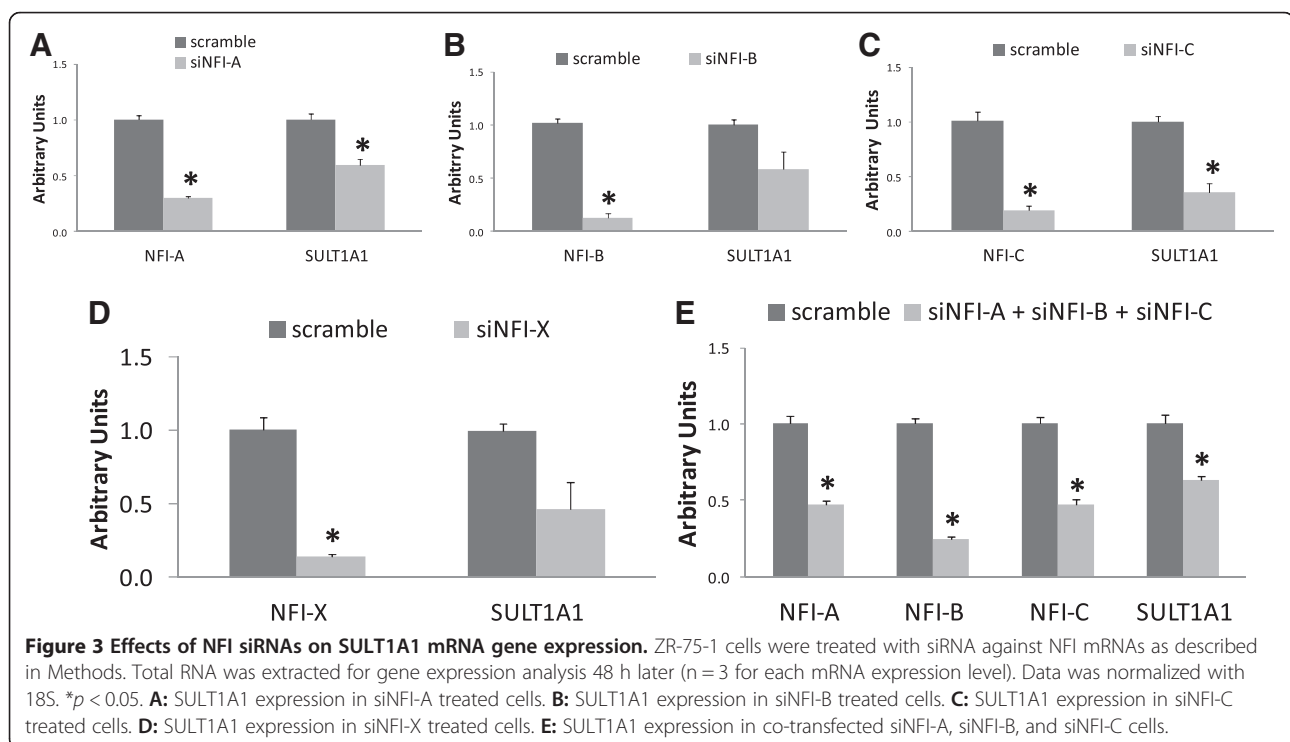 A
scramble
siNFI-A
Arbitrary Units
1.5
1.0
0.5
0.0
*
*
NFI-A SULT1A1
B
scramble siNFI-B
Arbitrry Units
1.5
1.0
0.5
0.0
*
NFI-B SULT1A1
C
scramble siNFI-C
Arbitrary Units
1.5
1.0
0.5
0.0
*
*
NFI-C SULT1A1
D
scramble siNFI-X
Arbitrary Units
1.5
1.0
0.5
0.0
*
NFI-X SULT1A1
E
scramble siNFI-A + siNFI-B + siNFI-C
Arbitrary Units
1.5
1.0
0.5
0.0
*
*
*
*
NFI-A NFI-B NFI-C SULT1A1
Figure 3 Effects of NFI siRNAs on SULT1A1 mRNA gene expression. ZR-75-1 cells were treated with siRNA against NFI mRNAs as described
in Methods. Total RNA was extracted for gene expression analysis 48 h later (n = 3 for each mRNA expression level). Data was normalized with
18S. *p < 0.05. A: SULT1A1 expression in siNFI-A treated cells. B: SULT1A1 expression in siNFI-B treated cells. C: SULT1A1 expression in siNFI-C
treated cells. D: SULT1A1 expression in siNFI-X treated cells. E: SULT1A1 expression in co-transfected siNFI-A, siNFI-B, and siNFI-C cells.